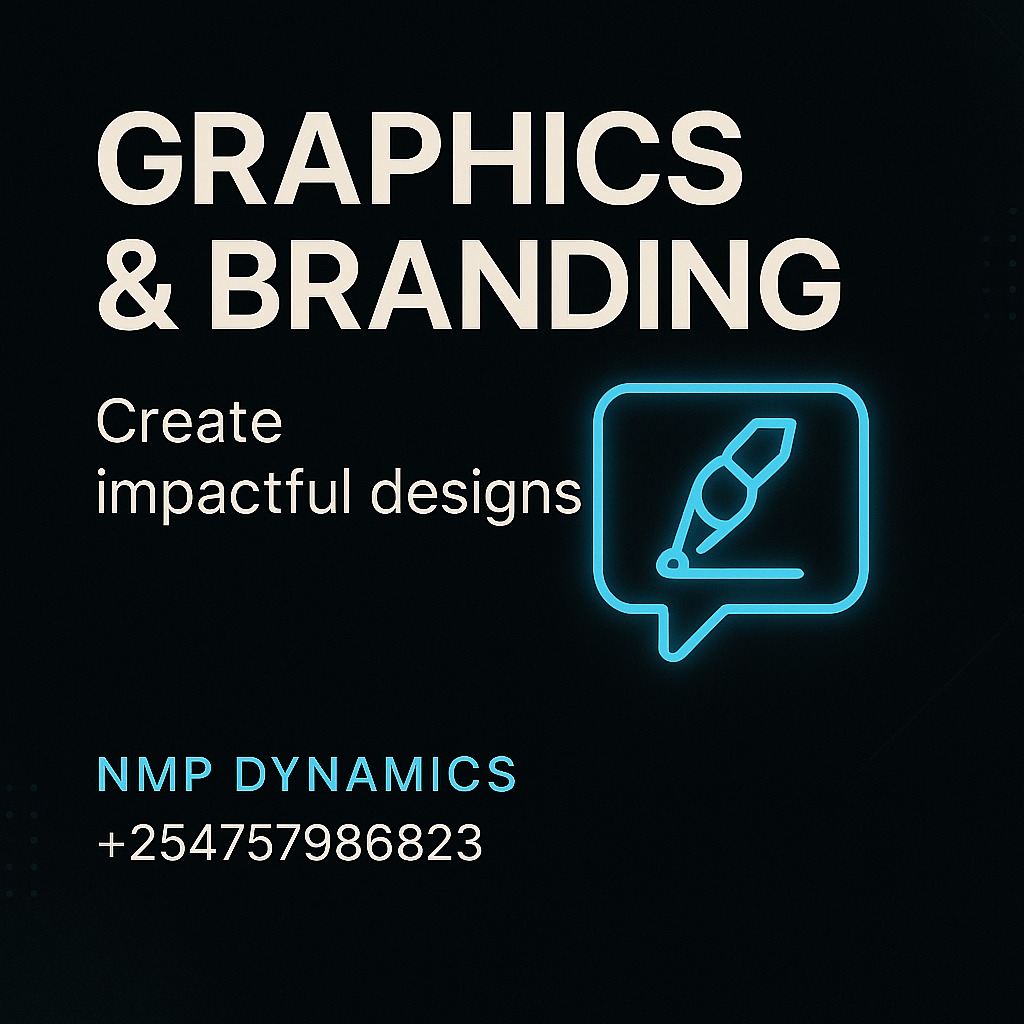 GRAPHICS
& BRANDING
Create
impactful designs
NMP DYNAMICS
+254757986823